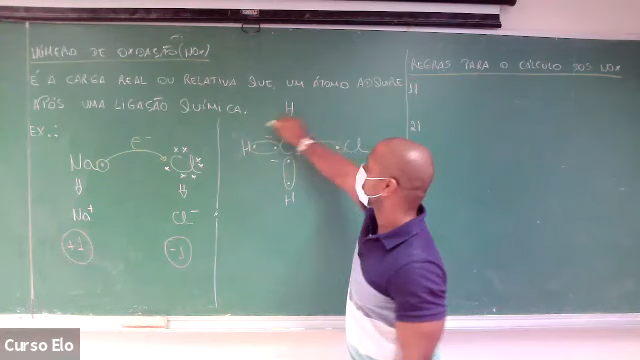 NÚMERO DE OXIDAÇÃO (NOX)
É A CARGA REAL OU RELATIVA QUE UM ÁTOMO ADQUIRE
APÓS UMA LIGAÇÃO QUÍMICA.
EX.:
e⁻
Na Cl
Na⁺ Cl⁻
+1 -1
H
H Cl
H
REGRAS PARA O CÁLCULO DOS NOX
1)
2)
Curso Elo